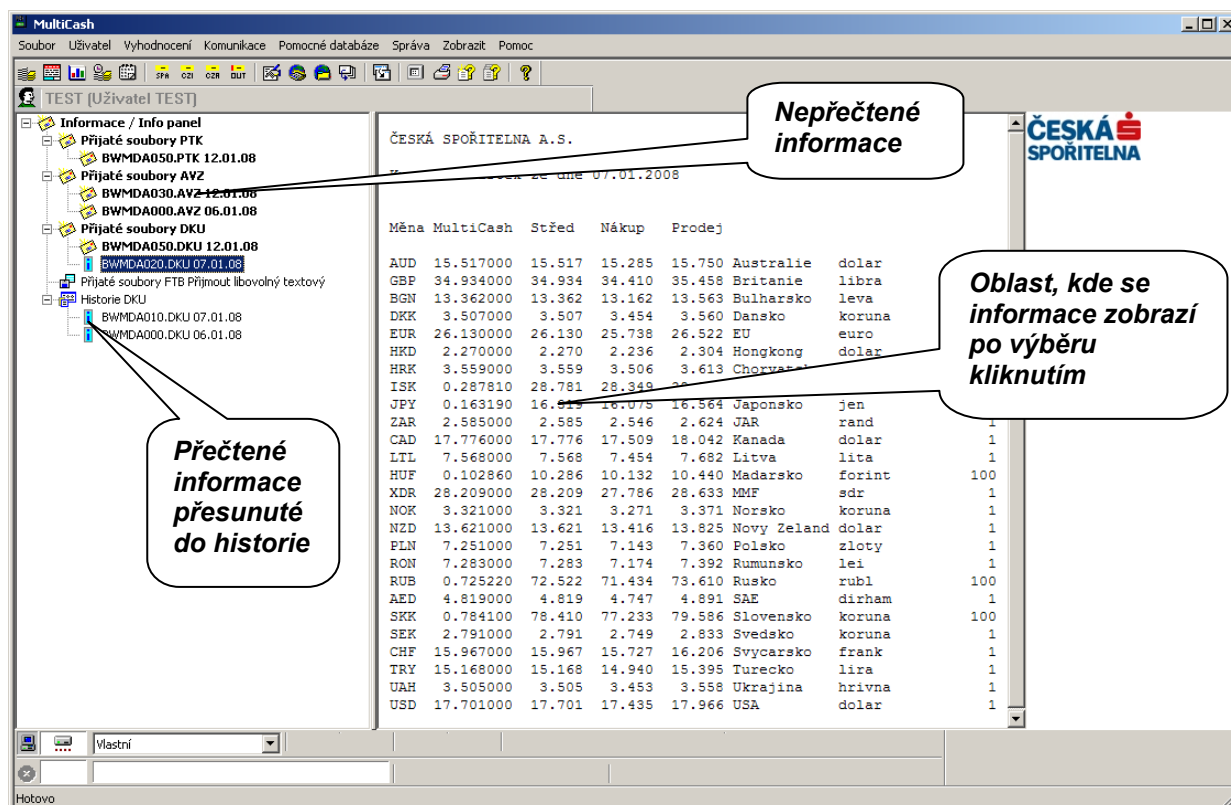 MultiCash
Soubor Uživatel Vyhodnocení Komunikace Pomocné databáze Správa Zobrazit Pomoc
SPA CZI CZA OUT
TEST (Uživatel TEST)
Informace / Info panel
Přijaté soubory PTK
BWMDA050.PTK 12.01.08
Přijaté soubory AVZ
BWMDA030.AVZ 12.01.08
BWMDA000.AVZ 06.01.08
Přijaté soubory DKU
BWMDA050.DKU 12.01.08
BWMDA020.DKU 07.01.08
Přijaté soubory FTB Přijmout libovolný textový
Historie DKU
BWMDA010.DKU 07.01.08
BWMDA000.DKU 06.01.08
Přečtené
informace
přesunuté
do historie
Nepřečtené
informace
ČESKÁ SPOŘITELNA A.S.
ze dne 07.01.2008
Měna MultiCash Střed Nákup Prodej
AUD 15.517000 15.517 15.285 15.750 Australie dolar
GBP 34.934000 34.934 34.410 35.458 Britanie libra
BGN 13.362000 13.362 13.162 13.563 Bulharsko leva
DKK 3.507000 3.507 3.454 3.560 Dansko koruna
EUR 26.130000 26.130 25.738 26.522 EU euro
HKD 2.270000 2.270 2.236 2.304 Hongkong dolar
HRK 3.559000 3.559 3.506 3.613
ISK 0.287810 28.781 28.349
JPY 0.163190 16.319 16.075 16.564 Japonsko jen
ZAR 2.585000 2.585 2.546 2.624 JAR rand 1
CAD 17.776000 17.776 17.509 18.042 Kanada dolar 1
LTL 7.568000 7.568 7.454 7.682 Litva lita 1
HUF 0.102860 10.286 10.132 10.440 Madarsko forint 100
XDR 28.209000 28.209 27.786 28.633 MMF sdr 1
NOK 3.321000 3.321 3.271 3.371 Norsko koruna 1
NZD 13.621000 13.621 13.416 13.825 Novy Zeland dolar 1
PLN 7.251000 7.251 7.143 7.360 Polsko zloty 1
RON 7.283000 7.283 7.174 7.392 Rumunsko lei 1
RUB 0.725220 72.522 71.434 73.610 Rusko rubl 100
AED 4.819000 4.819 4.747 4.891 SAE dirham 1
SKK 0.784100 78.410 77.233 79.586 Slovensko koruna 100
SEK 2.791000 2.791 2.749 2.833 Svedsko koruna 1
CHF 15.967000 15.967 15.727 16.206 Svycarsko frank 1
TRY 15.168000 15.168 14.940 15.395 Turecko lira 1
UAH 3.505000 3.505 3.453 3.558 Ukrajina hrivna 1
USD 17.701000 17.701 17.435 17.966 USA dolar 1
Oblast, kde se
informace zobrazí
po výběru
kliknutím
ČESKÁ
SPOŘITELNA
Vlastní
Hotovo